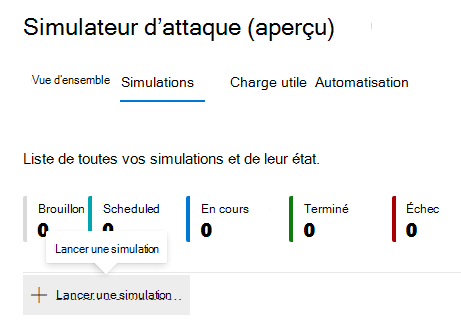 Simulateur d’attaque (aperçu)
Vue d’ensemble Simulations Charge utile Automatisation
Liste de toutes vos simulations et de leur état.
Brouillon Scheduled En cours Terminé Échec
0 0 0 0 0
Lancer une simulation
Lancer une simulation...